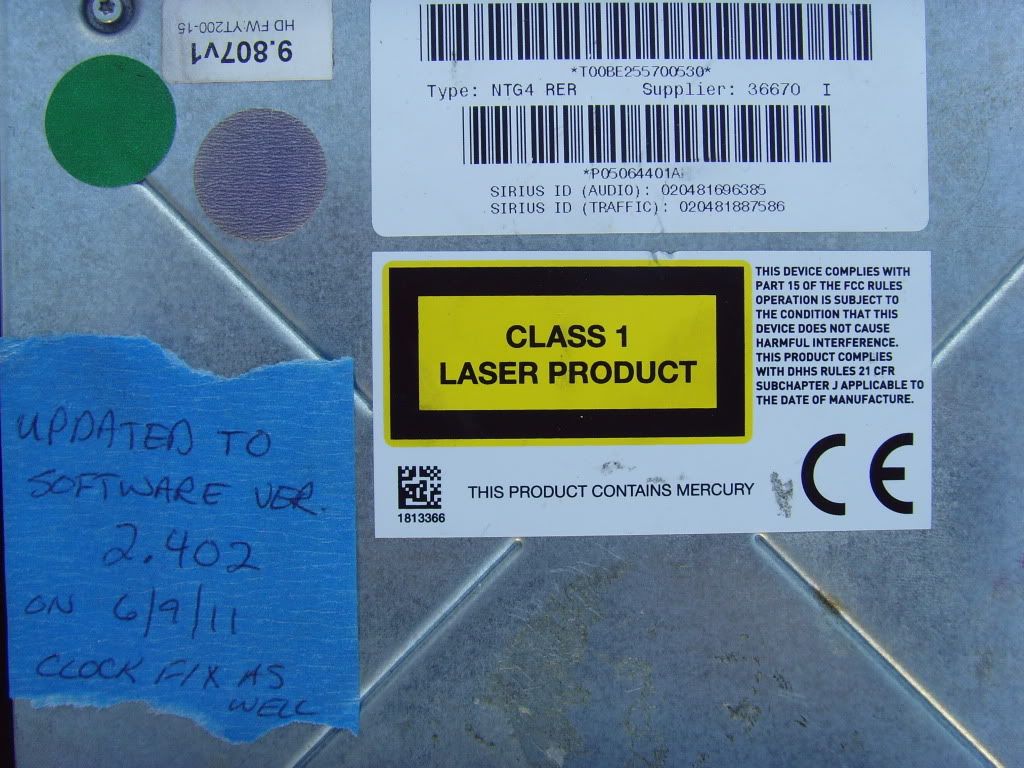 HD FW:YT200-15
9.807v1
*T00BE255700530*
Type: NTG4 RER Supplier: 36670 I
*P05064401A
SIRIUS ID (AUDIO): 020481696385
SIRIUS ID (TRAFFIC): 020481887586
CLASS 1
LASER PRODUCT
THIS DEVICE COMPLIES WITH
PART 15 OF THE FCC RULES
OPERATION IS SUBJECT TO
THE CONDITION THAT THIS
DEVICE DOES NOT CAUSE
HARMFUL INTERFERENCE.
THIS PRODUCT COMPLIES
WITH DHHS RULES 21 CFR
SUBCHAPTER J APPLICABLE TO
THE DATE OF MANUFACTURE.
1813366
THIS PRODUCT CONTAINS MERCURY
CE
UPDATED TO
SOFTWARE VER.
2.402
ON 6/9/11
CLOCK FIX AS
WELL